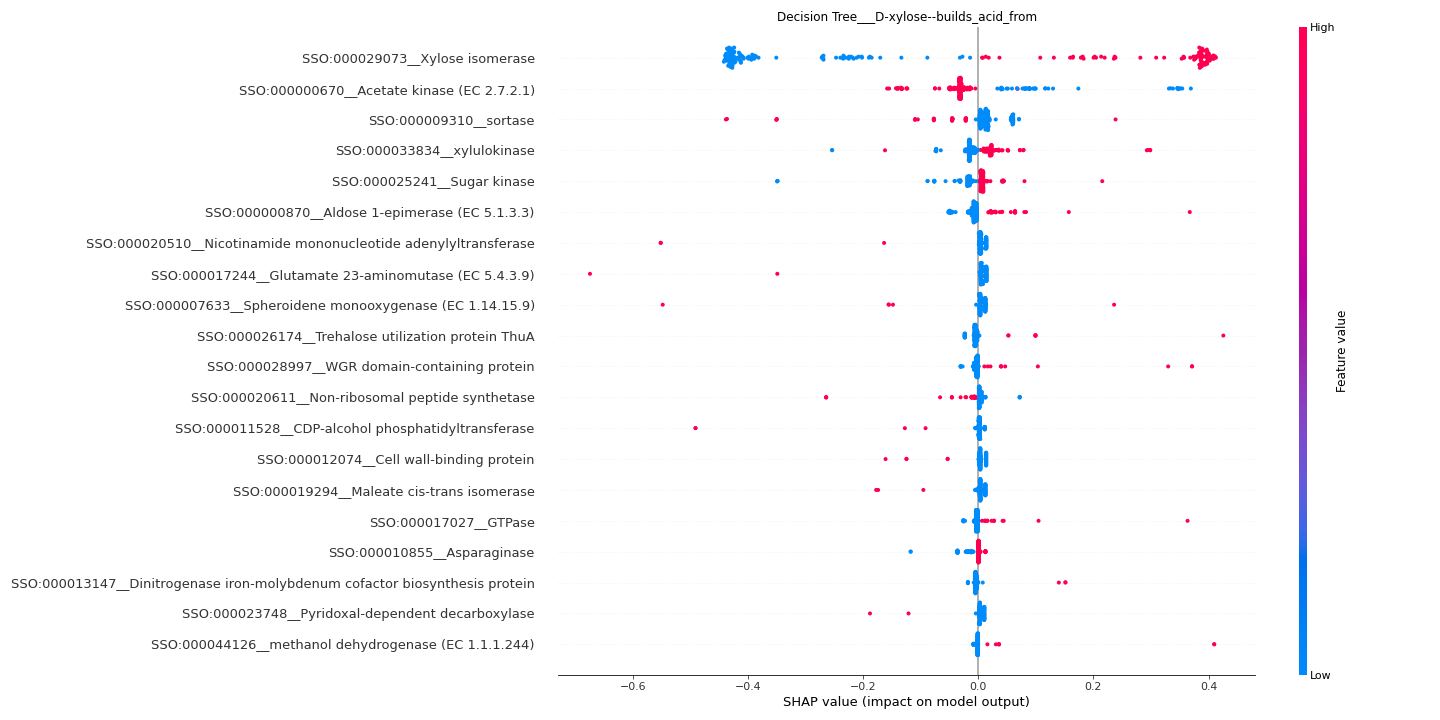 Decision Tree___D-xylose--builds_acid_from
High
SSO:000029073__Xylose isomerase
SSO:000000670__Acetate kinase (EC 2.7.2.1)
SSO:000009310__sortase
SSO:000033834__xylulokinase
SSO:000025241__Sugar kinase
SSO:000000870__Aldose 1-epimerase (EC 5.1.3.3)
SSO:000020510__Nicotinamide mononucleotide adenylyltransferase
SSO:000017244__Glutamate 23-aminomutase (EC 5.4.3.9)
SSO:000007633__Spheroidene monooxygenase (EC 1.14.15.9)
SSO:000026174__Trehalose utilization protein ThuA
SSO:000028997__WGR domain-containing protein
SSO:000020611__Non-ribosomal peptide synthetase
SSO:000011528__CDP-alcohol phosphatidyltransferase
SSO:000012074__Cell wall-binding protein
SSO:000019294__Maleate cis-trans isomerase
SSO:000017027__GTPase
SSO:000010855__Asparaginase
SSO:000013147__Dinitrogenase iron-molybdenum cofactor biosynthesis protein
SSO:000023748__Pyridoxal-dependent decarboxylase
SSO:000044126__methanol dehydrogenase (EC 1.1.1.244)
Feature value
Low
−0.6 −0.4 −0.2 0.0 0.2 0.4
SHAP value (impact on model output)